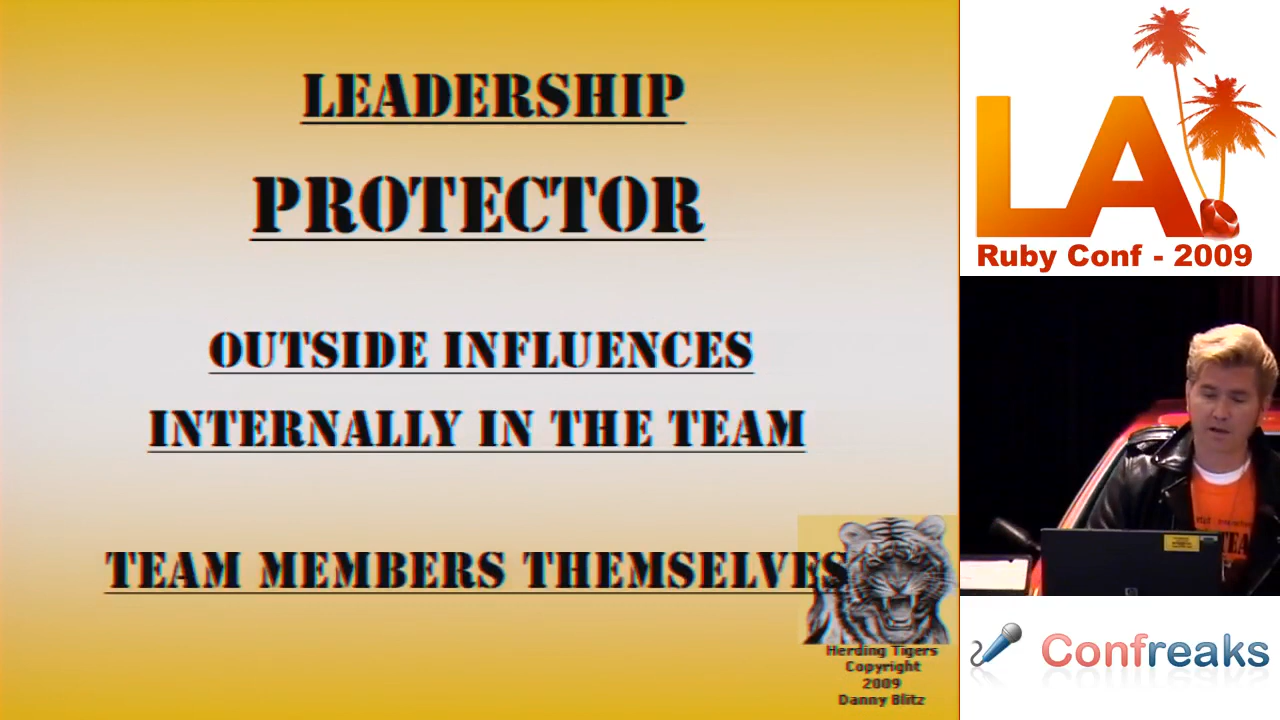 LEADERSHIP
PROTECTOR
OUTSIDE INFLUENCES
INTERNALLY IN THE TEAM
TEAM MEMBERS THEMSELVES
Herding Tigers
Copyright
2009
Danny Blitz
LA
Ruby Conf - 2009
Confreaks